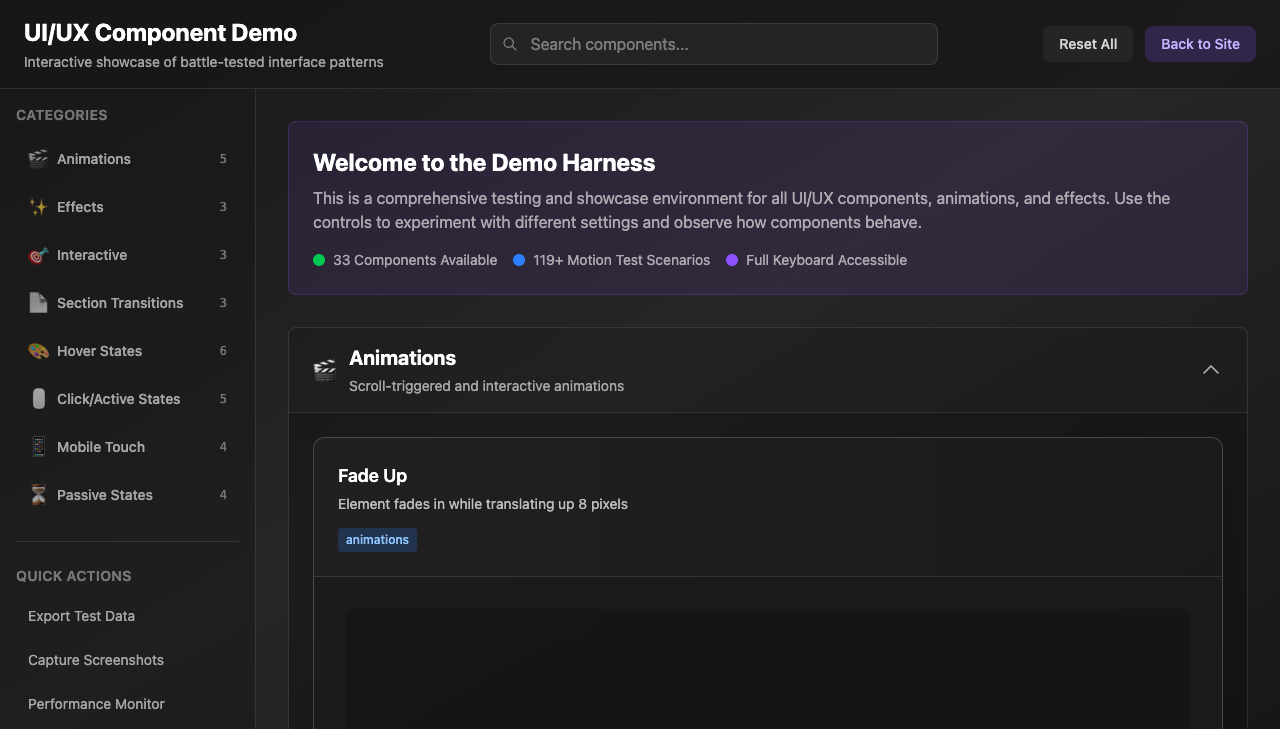 UI/UX Component Demo
Interactive showcase of battle-tested interface patterns
Search components...
Reset All
Back to Site
CATEGORIES
Animations 5
Effects 3
Interactive 3
Section Transitions 3
Hover States 6
Click/Active States 5
Mobile Touch 4
Passive States 4
QUICK ACTIONS
Export Test Data
Capture Screenshots
Performance Monitor
Welcome to the Demo Harness
This is a comprehensive testing and showcase environment for all UI/UX components, animations, and effects. Use the
controls to experiment with different settings and observe how components behave.
33 Components Available
119+ Motion Test Scenarios
Full Keyboard Accessible
Animations
Scroll-triggered and interactive animations
Fade Up
Element fades in while translating up 8 pixels
animations